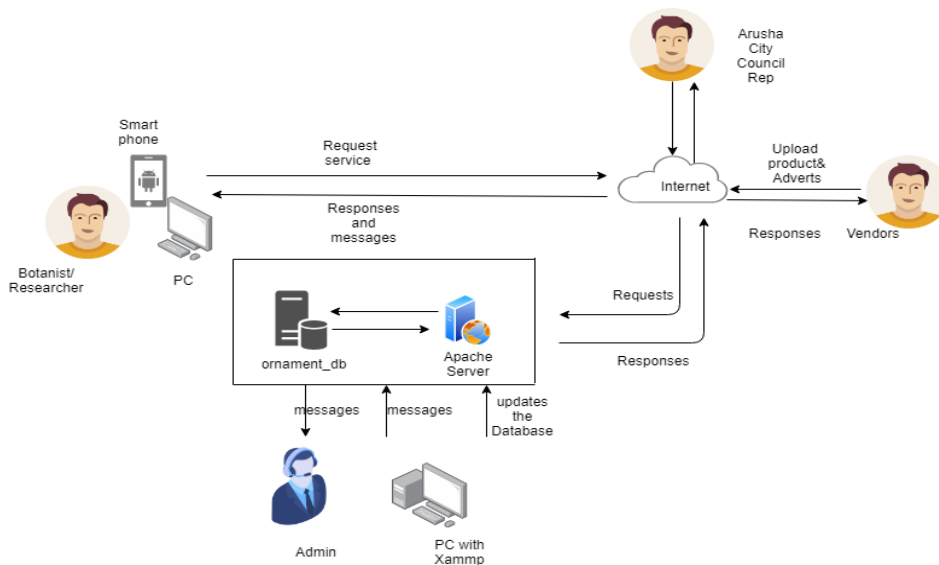 Arusha
City
Council
Rep
Smart
phone
Request
service
Upload
product&
Adverts
Internet
Responses
and
messages
Responses
Vendors
Botanist/
Researcher
PC
Requests
ornament_db
Apache
Server
Responses
messages
messages
updates
the
Database
Admin
PC with
Xammp